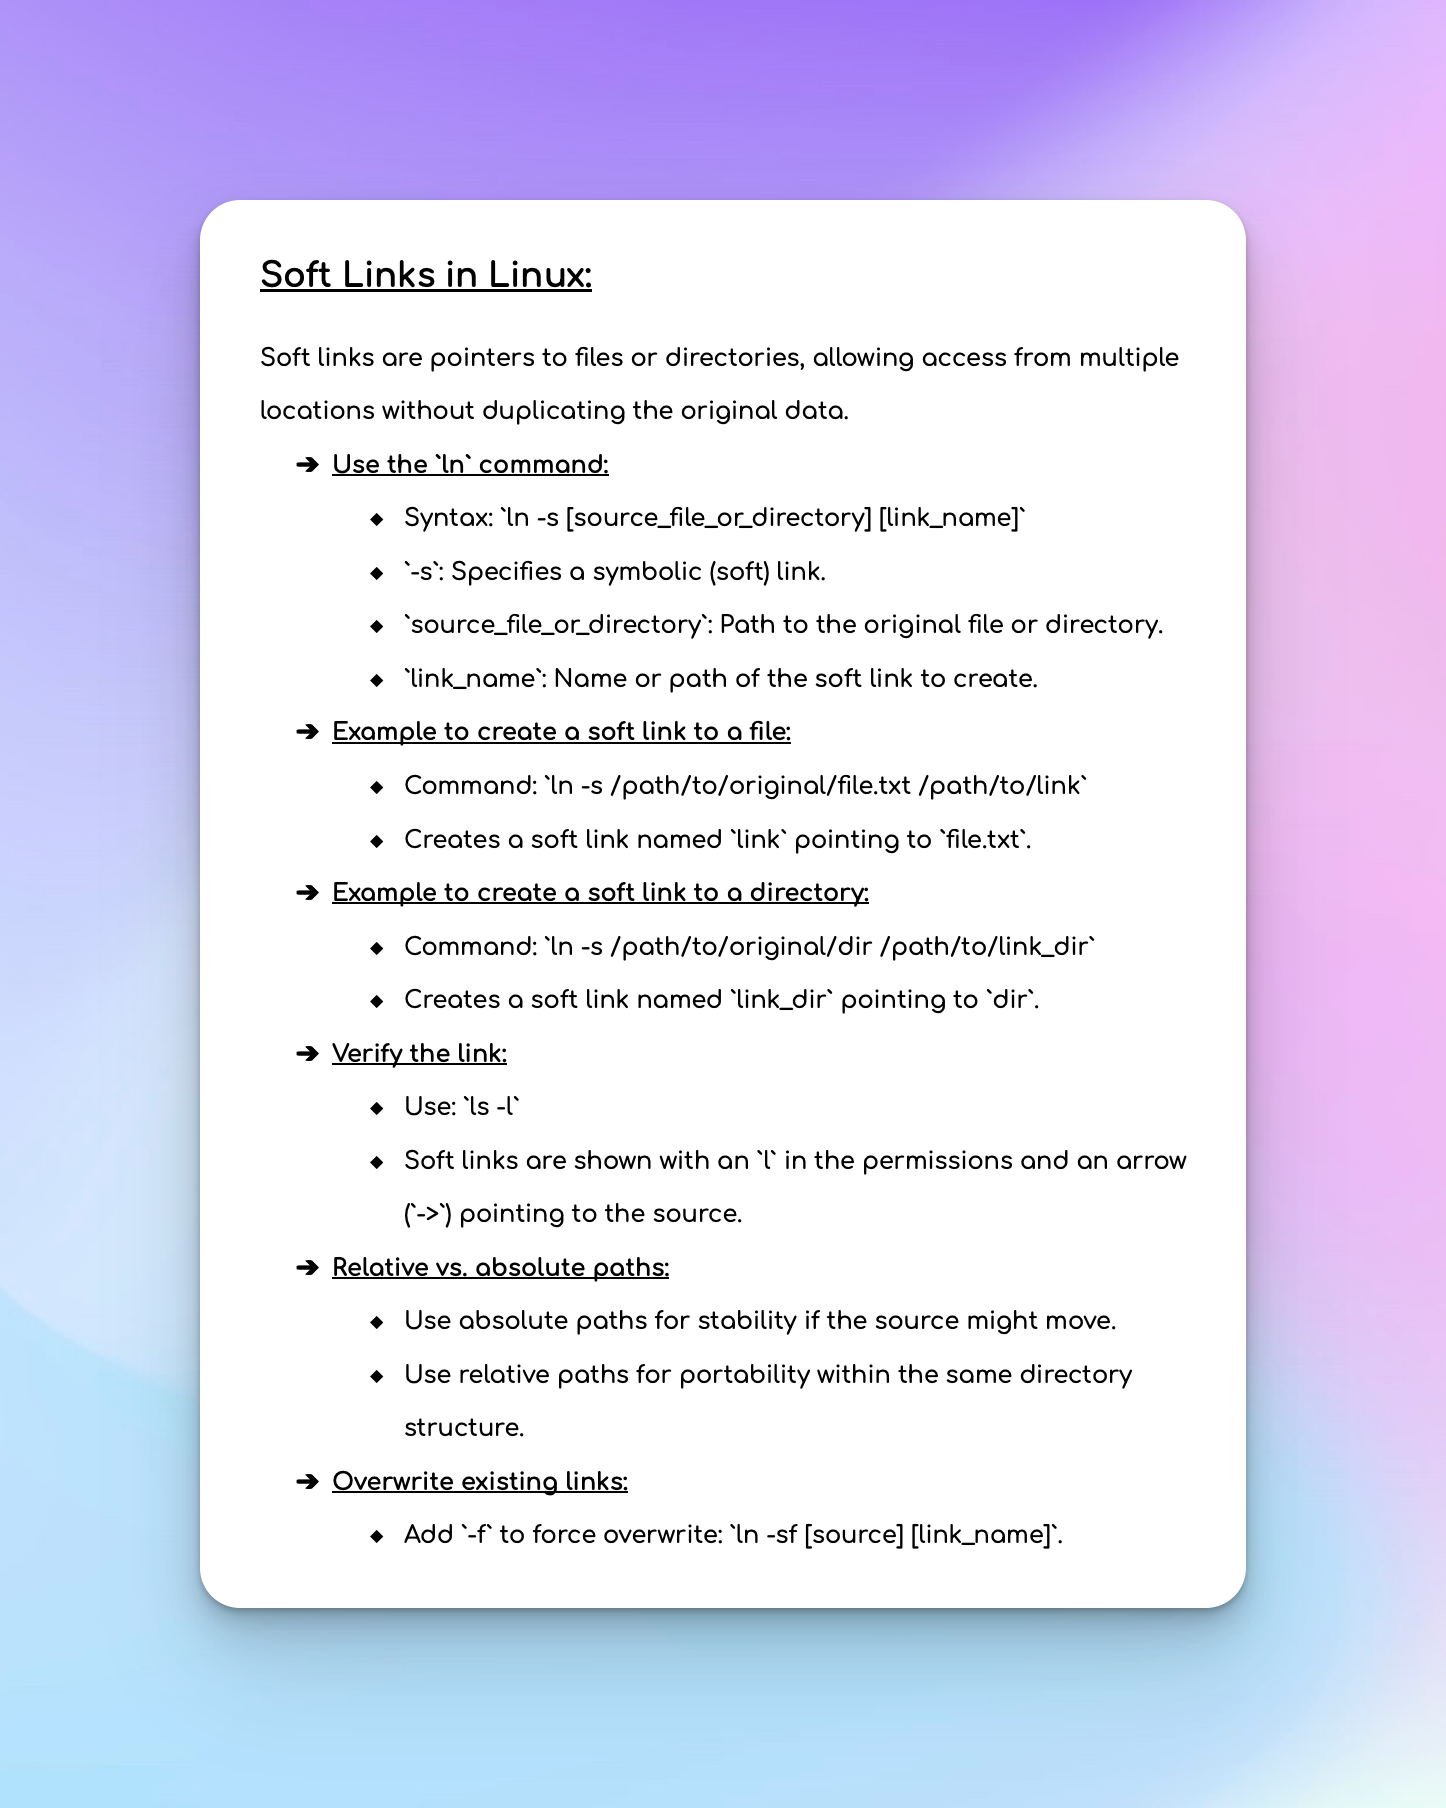 Soft Links in Linux:
Soft links are pointers to files or directories, allowing access from multiple
locations without duplicating the original data.
➔ Use the `ln` command:
◆ Syntax: `ln -s [source_file_or_directory] [link_name]`
◆ `-s`: Specifies a symbolic (soft) link.
◆ `source_file_or_directory`: Path to the original file or directory.
◆ `link_name`: Name or path of the soft link to create.
➔ Example to create a soft link to a file:
◆ Command: `ln -s /path/to/original/file.txt /path/to/link`
◆ Creates a soft link named `link` pointing to `file.txt`.
➔ Example to create a soft link to a directory:
◆ Command: `ln -s /path/to/original/dir /path/to/link_dir`
◆ Creates a soft link named `link_dir` pointing to `dir`.
➔ Verify the link:
◆ Use: `ls -l`
◆ Soft links are shown with an `l` in the permissions and an arrow
(`->`) pointing to the source.
➔ Relative vs. absolute paths:
◆ Use absolute paths for stability if the source might move.
◆ Use relative paths for portability within the same directory
structure.
➔ Overwrite existing links:
◆ Add `-f` to force overwrite: `ln -sf [source] [link_name]`.